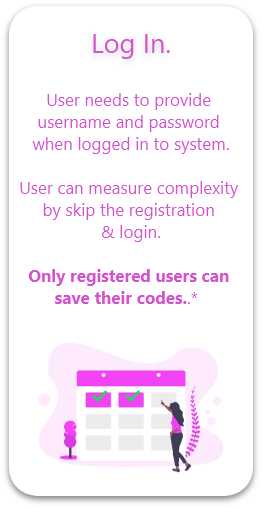 Log In.
User needs to provide
username and password
when logged in to system.
User can measure complexity
by skip the registration
& login.
Only registered users can
save their codes..*